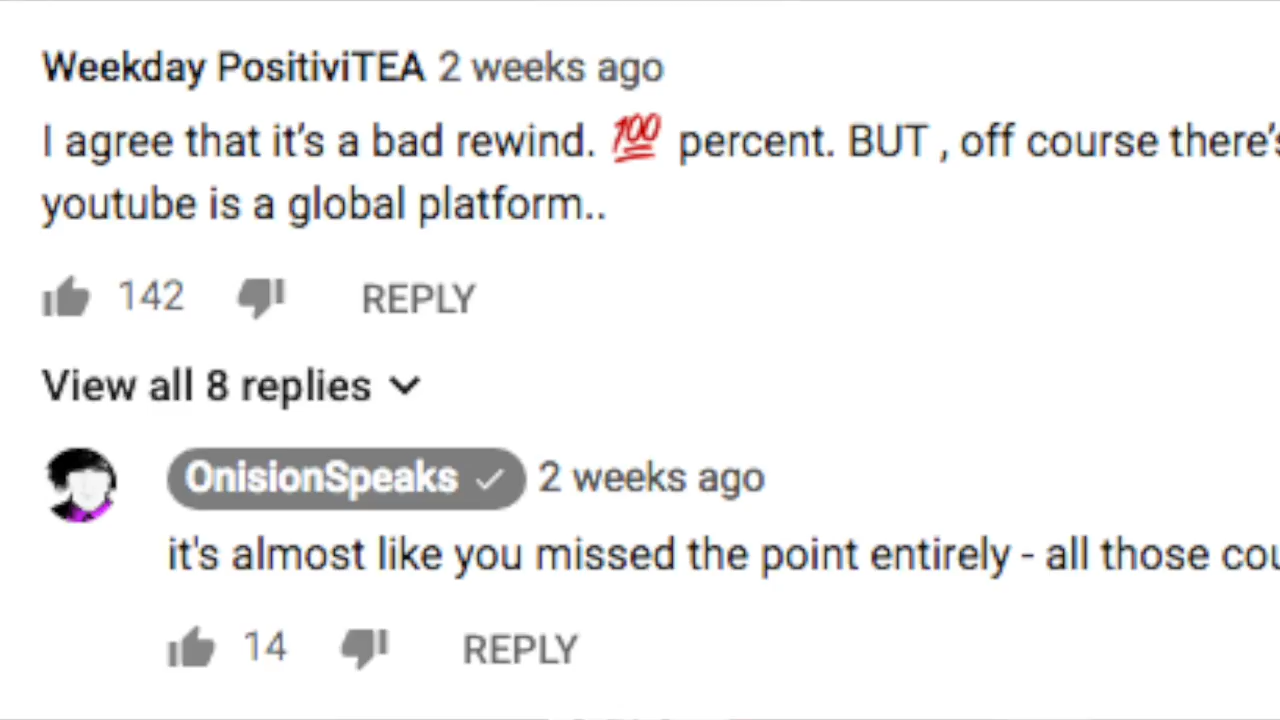 Weekday PositiviTEA 2 weeks ago
I agree that it's a bad rewind. 💯 percent. BUT , off course there's
youtube is a global platform..
142 REPLY
View all 8 replies
OnisionSpeaks 2 weeks ago
it's almost like you missed the point entirely - all those cou
14 REPLY